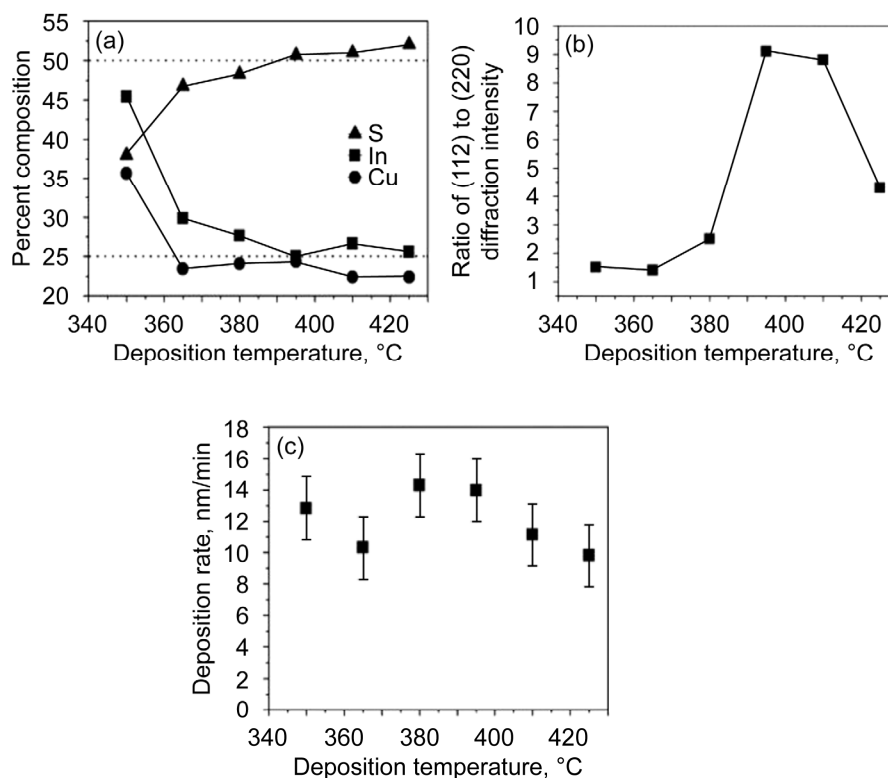 (a)
Percent composition
55
50
45
40
35
30
25
20
S
In
Cu
340 360 380 400 420
Deposition temperature, °C
(b)
Ratio of (112) to (220)
diffraction intensity
10
9
8
7
6
5
4
3
2
1
340 360 380 400 420
Deposition temperature, °C
(c)
Deposition rate, nm/min
18
16
14
12
10
8
6
4
2
0
340 360 380 400 420
Deposition temperature, °C